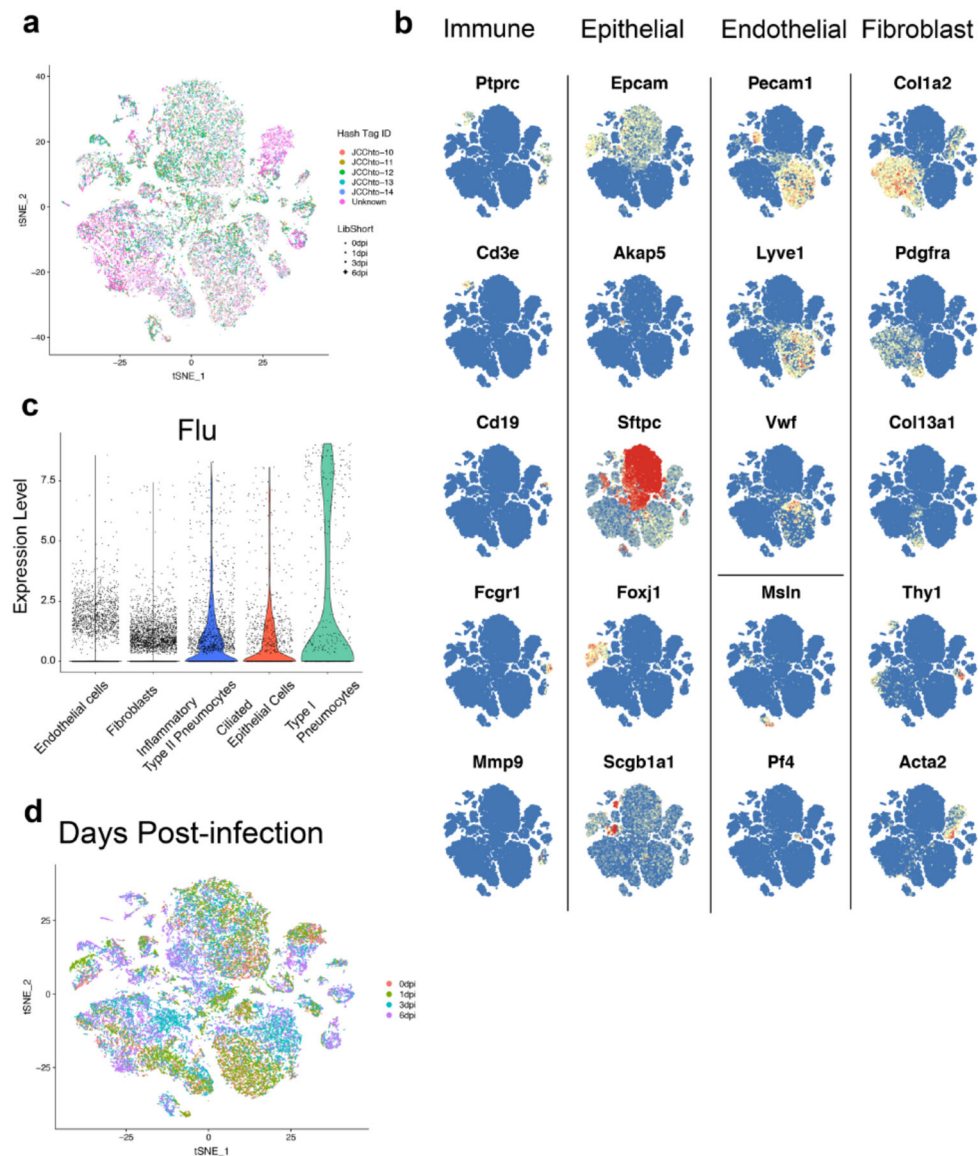 a
40
20
0
−20
−40
tSNE_2
−25
0
25
tSNE_1
Hash Tag ID
JCChto-10
JCChto-11
JCChto-12
JCChto-13
JCChto-14
Unknown
LibShort
0dpi
1dpi
3dpi
6dpi
b
Immune Epithelial Endothelial Fibroblast
Ptprc Epcam Pecam1 Col1a2
Cd3e Akap5 Lyve1 Pdgfra
Cd19 Sftpc Vwf Col13a1
Fcgr1 Foxj1 Msln Thy1
Mmp9 Scgb1a1 Pf4 Acta2
c
Flu
Expression Level
7.5
5.0
2.5
0.0
Endothelial cells
Fibroblasts
Inflammatory
Type II Pneumocytes
Ciliated
Epithelial Cells
Type I
Pneumocytes
d
Days Post-infection
25
0
−25
tSNE_2
−25
0
25
tSNE_1
0dpi
1dpi
3dpi
6dpi